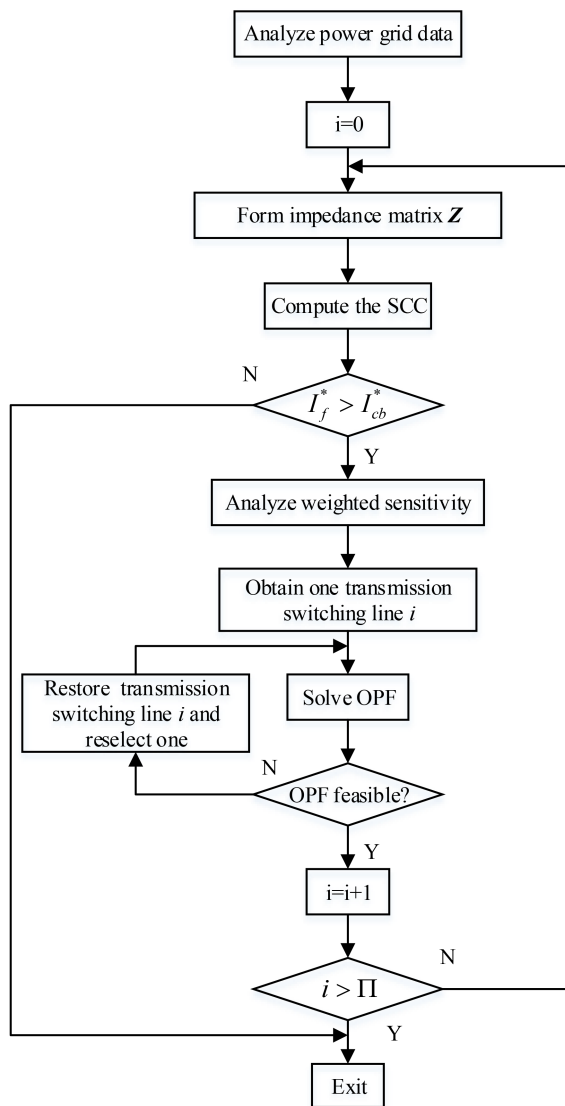 Analyze power grid data
i=0
Form impedance matrix Z
Compute the SCC
N
I*f > I*cb
Y
Analyze weighted sensitivity
Obtain one transmission
switching line i
Restore transmission
switching line i and
reselect one
Solve OPF
N
OPF feasible?
Y
i=i+1
N
i > Π
Y
Exit